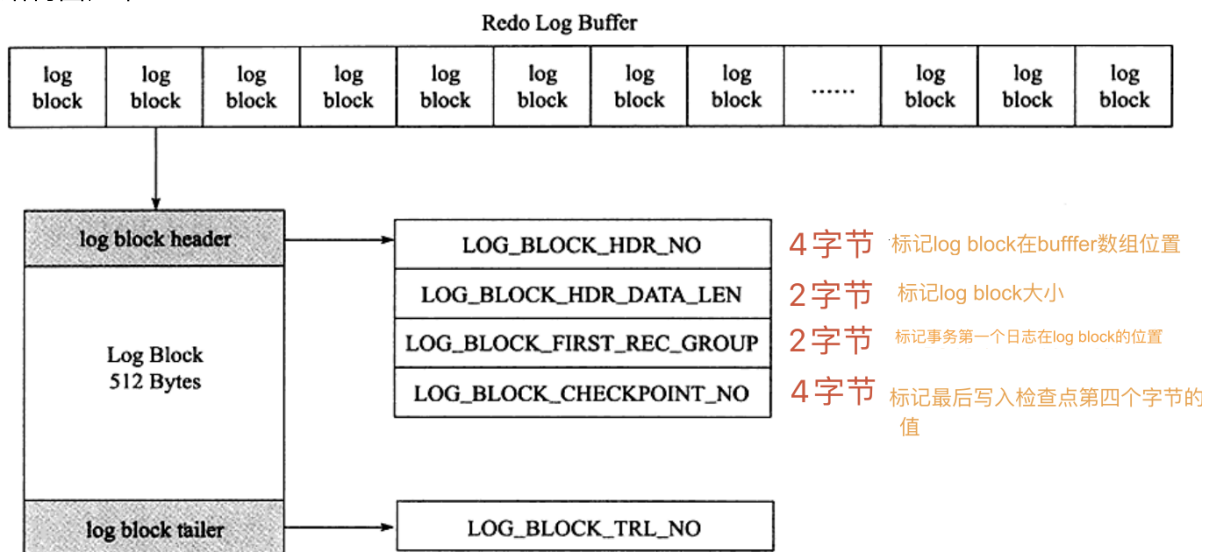 Redo Log Buffer
log block log block log block log block log block log block log block log block ...... log block log block log block
log block header
LOG_BLOCK_HDR_NO 4字节 标记log block在bufffer数组位置
LOG_BLOCK_HDR_DATA_LEN 2字节 标记log block大小
Log Block
512 Bytes
LOG_BLOCK_FIRST_REC_GROUP 2字节 标记事务第一个日志在log block的位置
LOG_BLOCK_CHECKPOINT_NO 4字节 标记最后写入检查点第四个字节的
值
log block tailer
LOG_BLOCK_TRL_NO